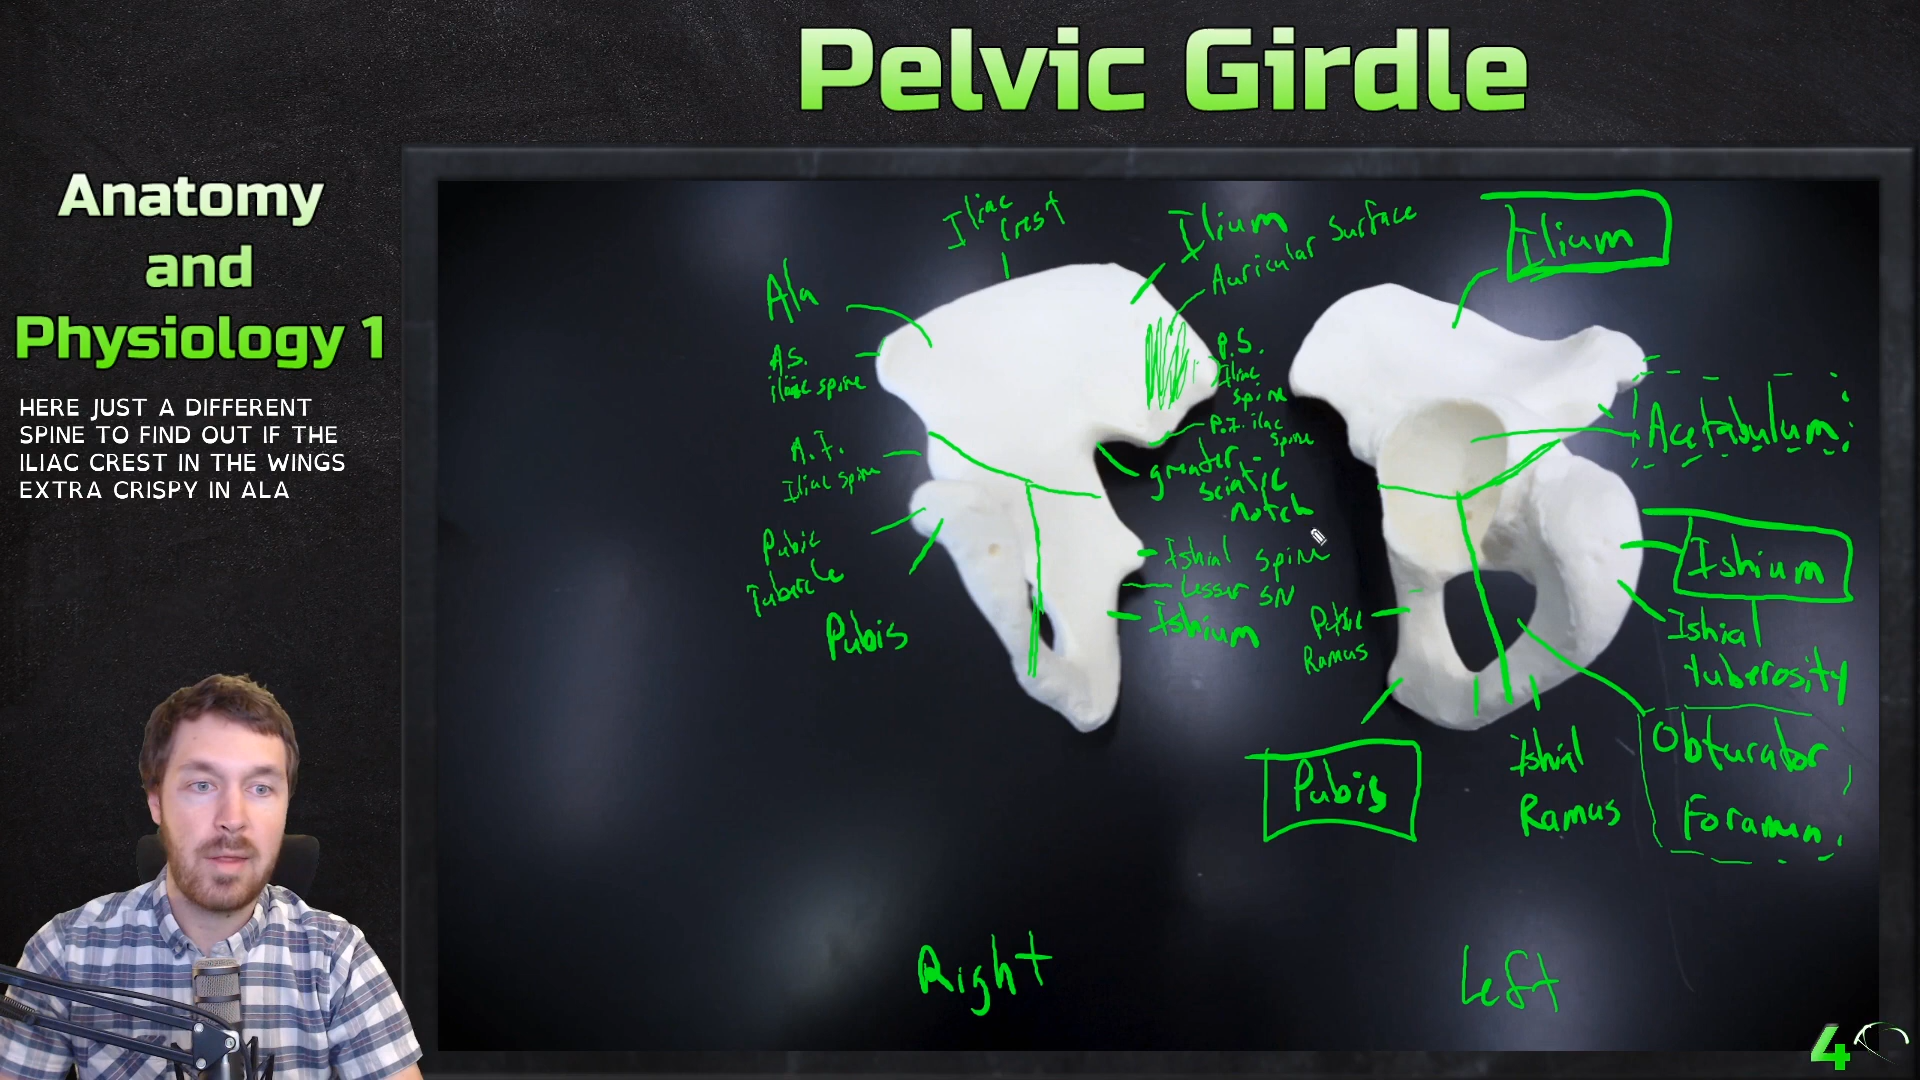 Pelvic Girdle
Anatomy
and
Physiology 1
HERE JUST A DIFFERENT
SPINE TO FIND OUT IF THE
ILIAC CREST IN THE WINGS
EXTRA CRISPY IN ALA
Iliac
Crest
Ilium
Auricular Surface
Ala
A.S.
iliac spine
P.S.
Iliac
spine
P.I. iliac
spine
A.I.
Iliac spine
greater
sciatic
notch
Pubic
Tubercle
Pubis
Ishial spine
Lesser SN
Ishium
Right
Ilium
Acetabulum
Ishium
Ishial
tuberosity
Pubic
Ramus
Pubis
Ishial
Ramus
Obturator
Foramen
Left
4